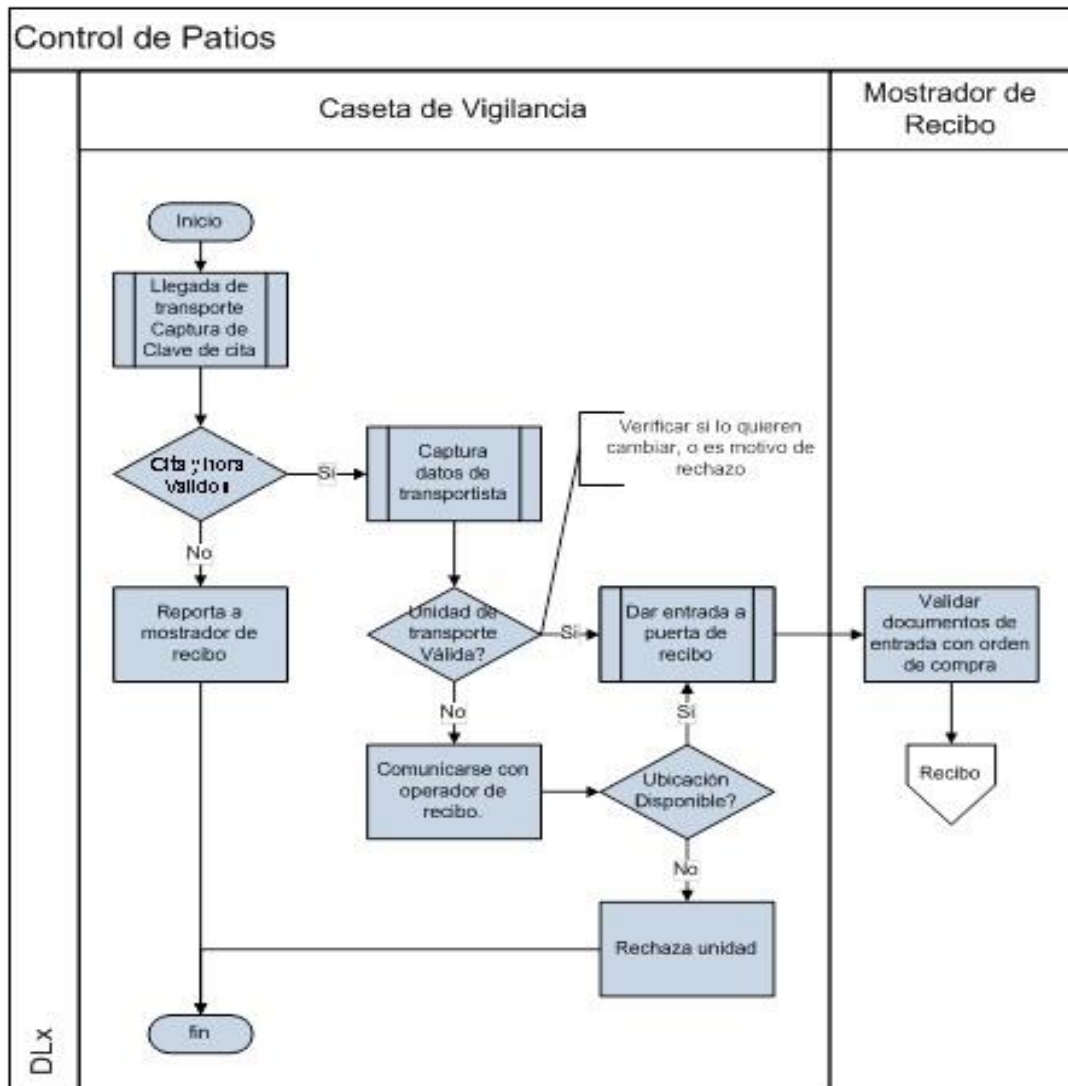 Control de Patios
Caseta de Vigilancia
Mostrador de
Recibo
Inicio
Llegada de
transporte
Captura de
Clave de cita
Cita y hora
Validos
Si
Captura
datos de
transportista
Verificar si lo quieren
cambiar, o es motivo de
rechazo
No
Reporta a
mostrador de
recibo
Unidad de
transporte
Válida?
Si
Dar entrada a
puerta de
recibo
Validar
documentos de
entrada con orden
de compra
No
Si
Comunicarse con
operador de
recibo.
Ubicación
Disponible?
Recibo
No
Rechaza unidad
fin
DLx